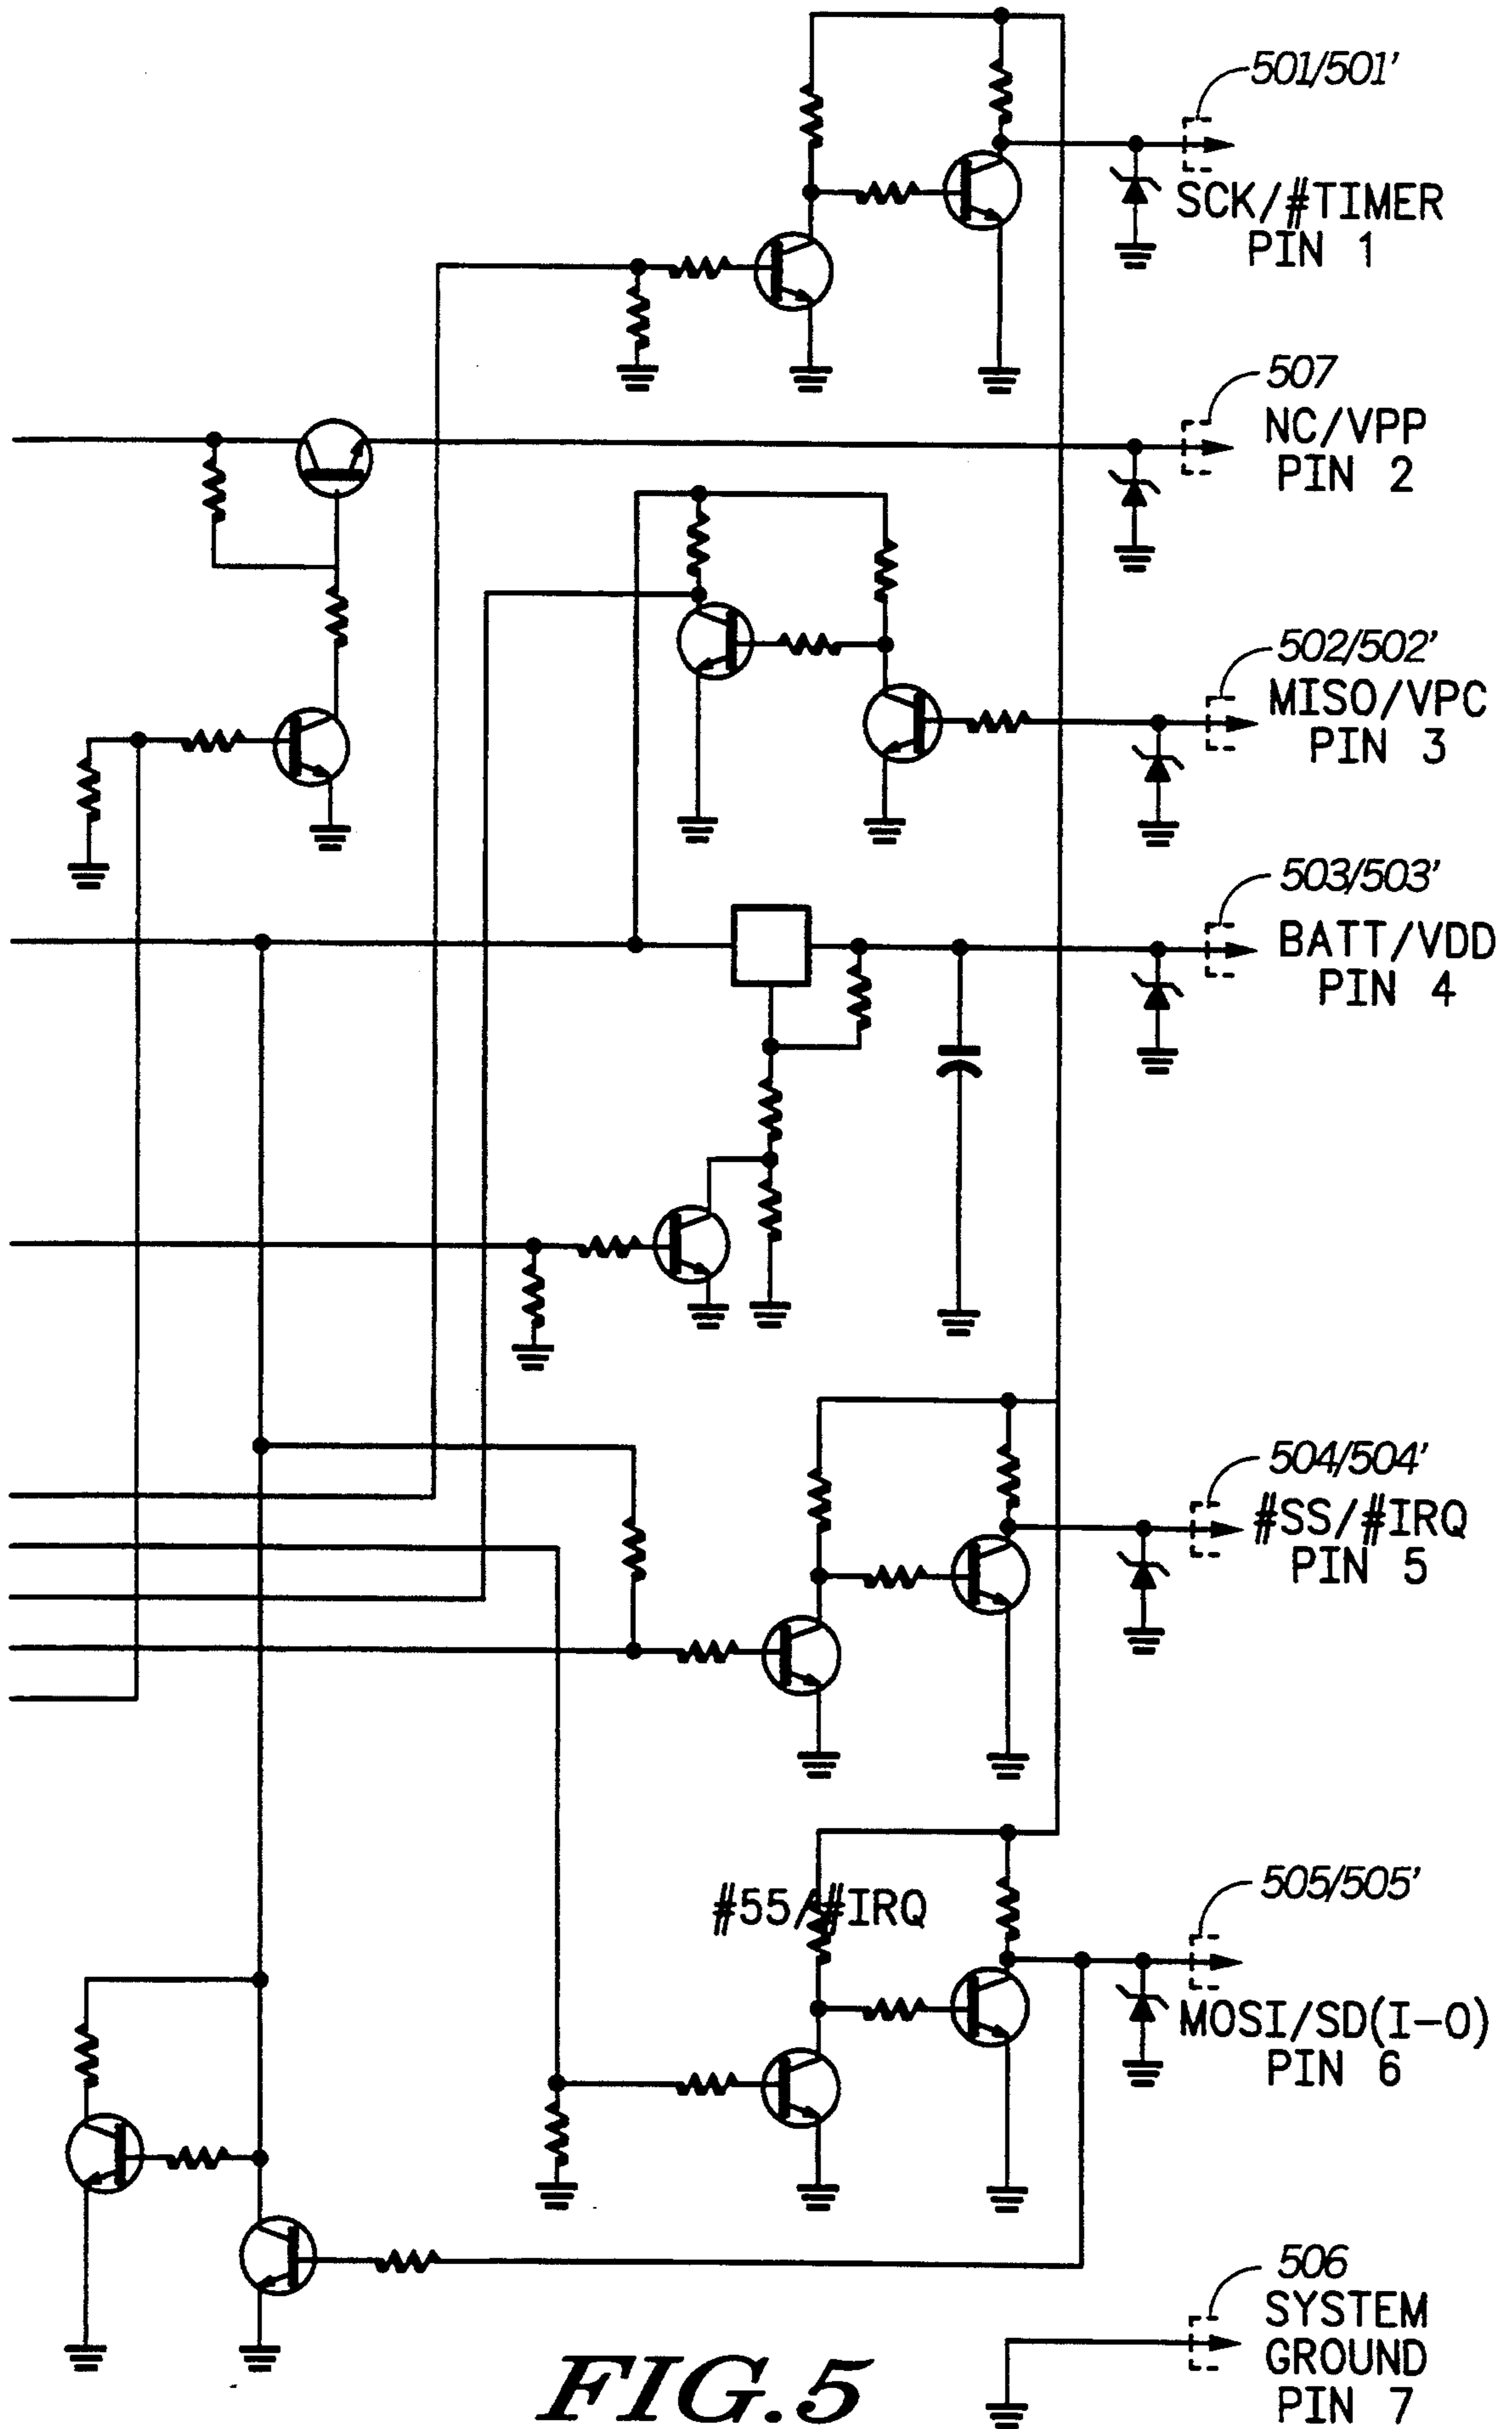 501/501'
SCK/#TIMER
PIN 1
507
NC/VPP
PIN 2
502/502'
MISO/VPC
PIN 3
503/503'
BATT/VDD
PIN 4
504/504'
#SS/#IRQ
PIN 5
#55/#IRQ
505/505'
MOSI/SD(I-O)
PIN 6
506
SYSTEM
GROUND
PIN 7
FIG.5